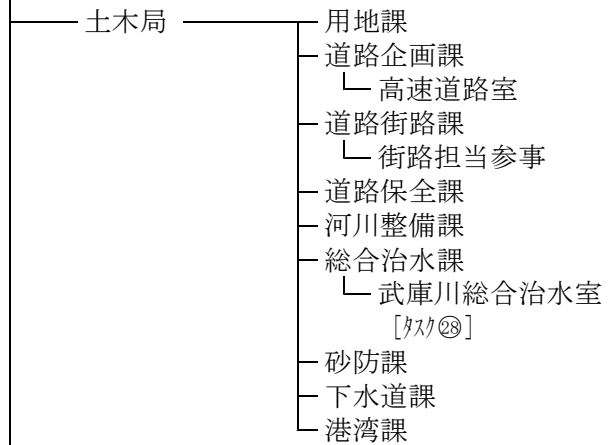 土木局
用地課
道路企画課
高速道路室
道路街路課
街路担当参事
道路保全課
河川整備課
総合治水課
武庫川総合治水室
［ﾀｽｸ㉘］
砂防課
下水道課
港湾課